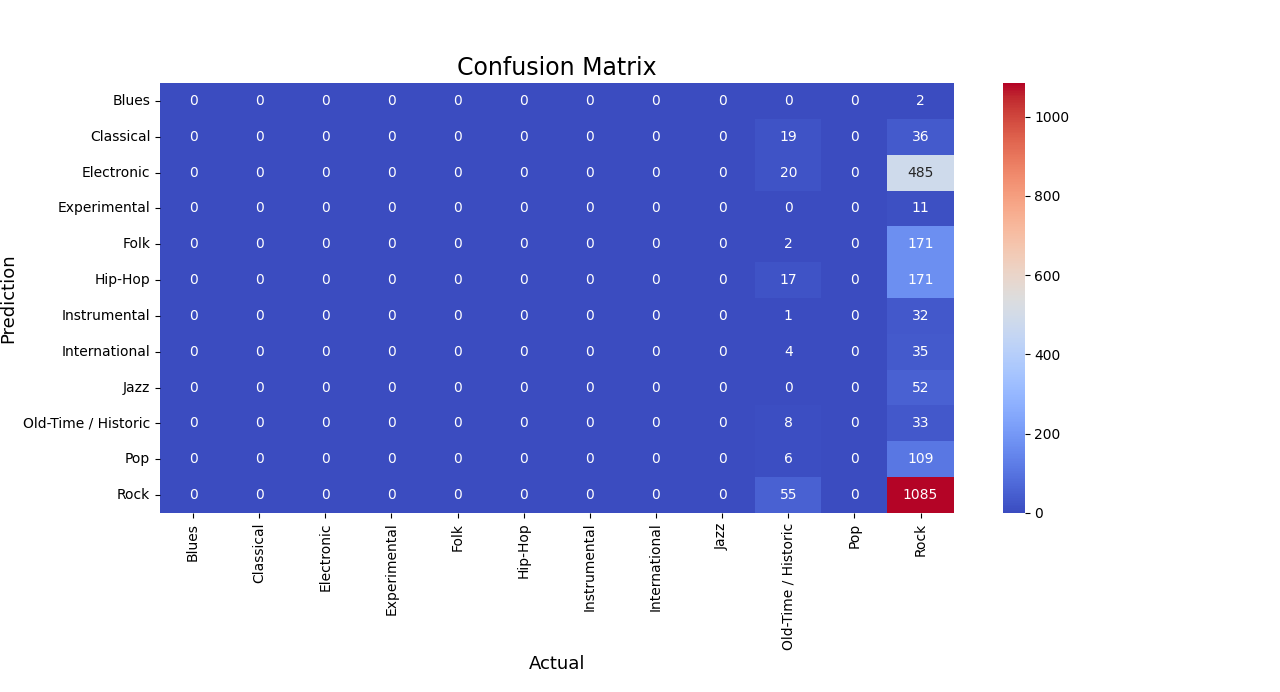 Confusion Matrix
Blues 0 0 0 0 0 0 0 0 0 0 0 2
Classical 0 0 0 0 0 0 0 0 0 19 0 36
Electronic 0 0 0 0 0 0 0 0 0 20 0 485
Experimental 0 0 0 0 0 0 0 0 0 0 0 11
Folk 0 0 0 0 0 0 0 0 0 2 0 171
Hip-Hop 0 0 0 0 0 0 0 0 0 17 0 171
Instrumental 0 0 0 0 0 0 0 0 0 1 0 32
International 0 0 0 0 0 0 0 0 0 4 0 35
Jazz 0 0 0 0 0 0 0 0 0 0 0 52
Old-Time / Historic 0 0 0 0 0 0 0 0 0 8 0 33
Pop 0 0 0 0 0 0 0 0 0 6 0 109
Rock 0 0 0 0 0 0 0 0 0 55 0 1085
Prediction
Blues
Classical
Electronic
Experimental
Folk
Hip-Hop
Instrumental
International
Jazz
Old-Time / Historic
Pop
Rock
Actual
1000
800
600
400
200
0